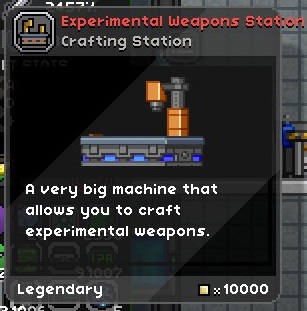 Experimental Weapons Station
Crafting Station
A very big machine that
allows you to craft
experimental weapons.
Legendary
x10000